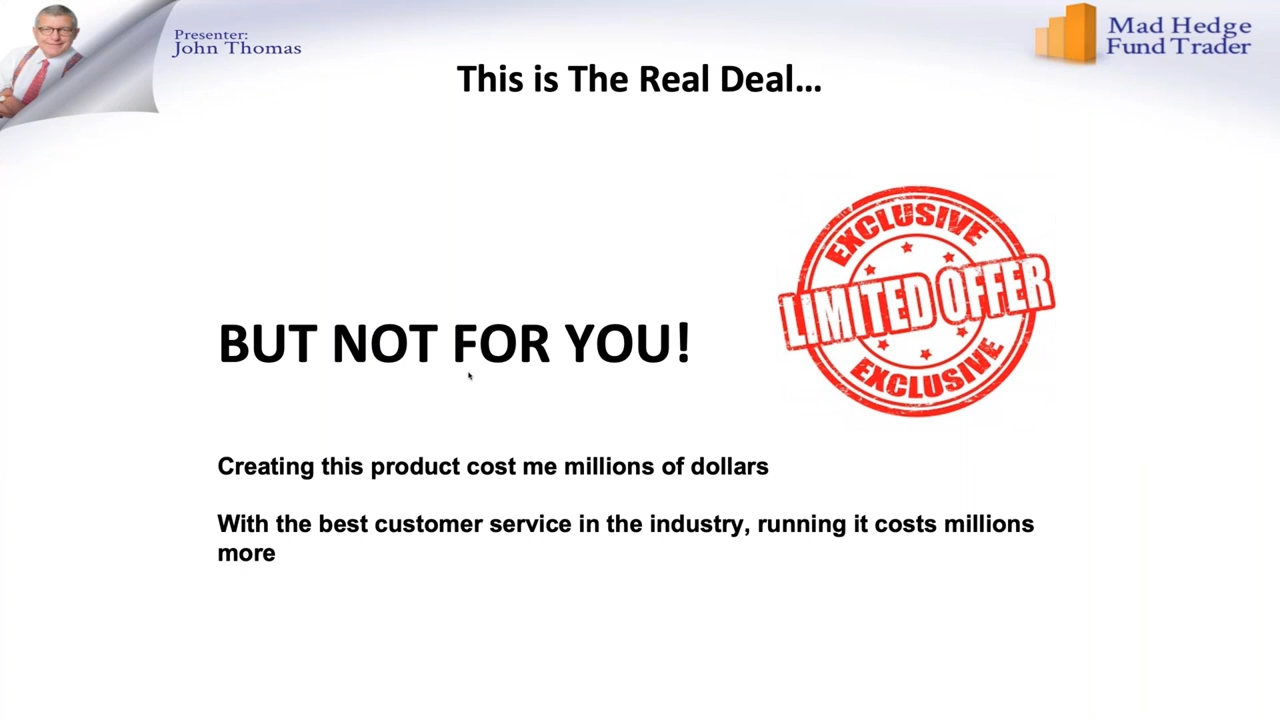 Presenter:
John Thomas
Mad Hedge
Fund Trader
This is The Real Deal...
EXCLUSIVE
LIMITED OFFER
EXCLUSIVE
BUT NOT FOR YOU!
Creating this product cost me millions of dollars
With the best customer service in the industry, running it costs millions
more